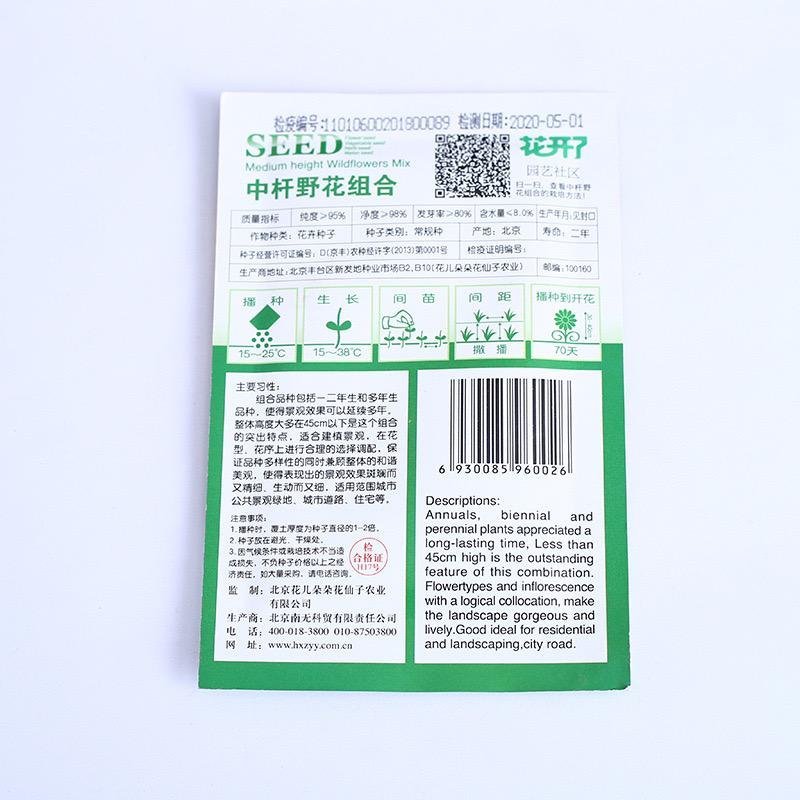 检疫编号:11010600201800089 检测日期:2020-05-01
SEED
Flower seed
Vegetable seed
Herb seed
Melon seed
花开了
Medium height Wildflowers Mix
园艺社区
中杆野花组合
扫一扫，查看中杆野
花组合的栽培方法!
质量指标 纯度≥95% 净度≥98% 发芽率≥80% 含水量≤8.0% 生产年月:见封口
作物种类：花卉种子 种子类别：常规种 产地：北京 寿命：二年
种子经营许可证编号：D(京丰)农种经许字(2013)第0001号 检疫证明编号：
生产商地址:北京丰台区新发地种业市场B2,B10(花儿朵朵花仙子农业) 邮编:100160
播种 生长 间苗 间距 播种到开花
15～25℃ 15～38℃ 撒播 70天
主要习性：
组合品种包括一二年生和多年生
品种，使得景观效果可以延续多年。
整体高度大多在45cm以下是这个组合
的突出特点，适合建植景观，在花
型、花序上进行合理的选择调配，保
证品种多样性的同时兼顾整体的和谐
美观，使得表现出的景观效果斑斓而
又精细、生动而又细，适用范围城市
公共景观绿地、城市道路、住宅等。
注意事项：
1.播种时，覆土厚度为种子直径的1-2倍。
2.种子放在避光、干燥处。
3.因气候条件或栽培技术不当造
成损失，不负种子价格以上之经
济责任，如大量采购，请电话咨询。
检
合格证
H17号
监制：北京花儿朵朵花仙子农业
有限公司
生产商：北京南无科贸有限责任公司
电话：400-018-3800 010-87503800
网址：www.hxzyy.com.cn
6 930085 960026
Descriptions:
Annuals, biennial and
perennial plants appreciated a
long-lasting time, Less than
45cm high is the outstanding
feature of this combination.
Flowertypes and inflorescence
with a logical collocation, make
the landscape gorgeous and
lively.Good ideal for residential
and landscaping,city road.